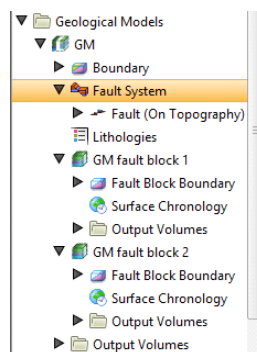 Geological Models
GM
Boundary
Fault System
Fault (On Topography)
Lithologies
GM fault block 1
Fault Block Boundary
Surface Chronology
Output Volumes
GM fault block 2
Fault Block Boundary
Surface Chronology
Output Volumes
Output Volumes